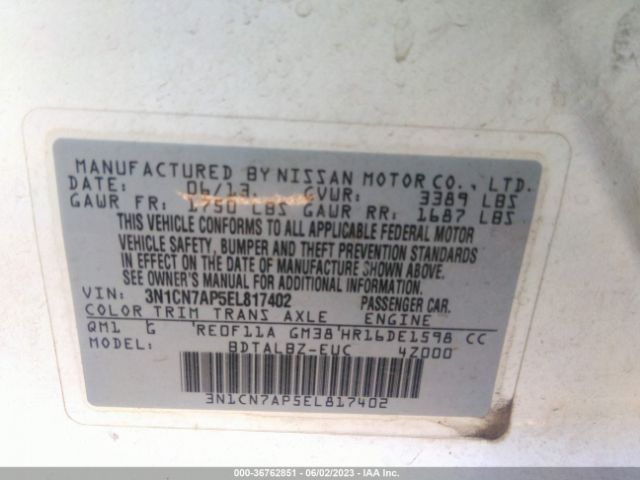 MANUFACTURED BY NISSAN MOTOR CO., LTD.
DATE: 06/13. GVWR: 3389 LBS
GAWR FR: 1750 LBS GAWR RR: 1687 LBS
THIS VEHICLE CONFORMS TO ALL APPLICABLE FEDERAL MOTOR
VEHICLE SAFETY, BUMPER AND THEFT PREVENTION STANDARDS
IN EFFECT ON THE DATE OF MANUFACTURE SHOWN ABOVE.
SEE OWNER'S MANUAL FOR ADDITIONAL INFORMATION.
VIN: 3N1CN7AP5EL817402 PASSENGER CAR.
COLOR TRIM TRANS AXLE ENGINE
QM1 G REOF11A GM38 HR16DE1598 CC
MODEL: BDTALBZ-EUC 4Z000
3N1CN7AP5EL817402
000-36762851 | 06/02/2023 | IAA Inc.